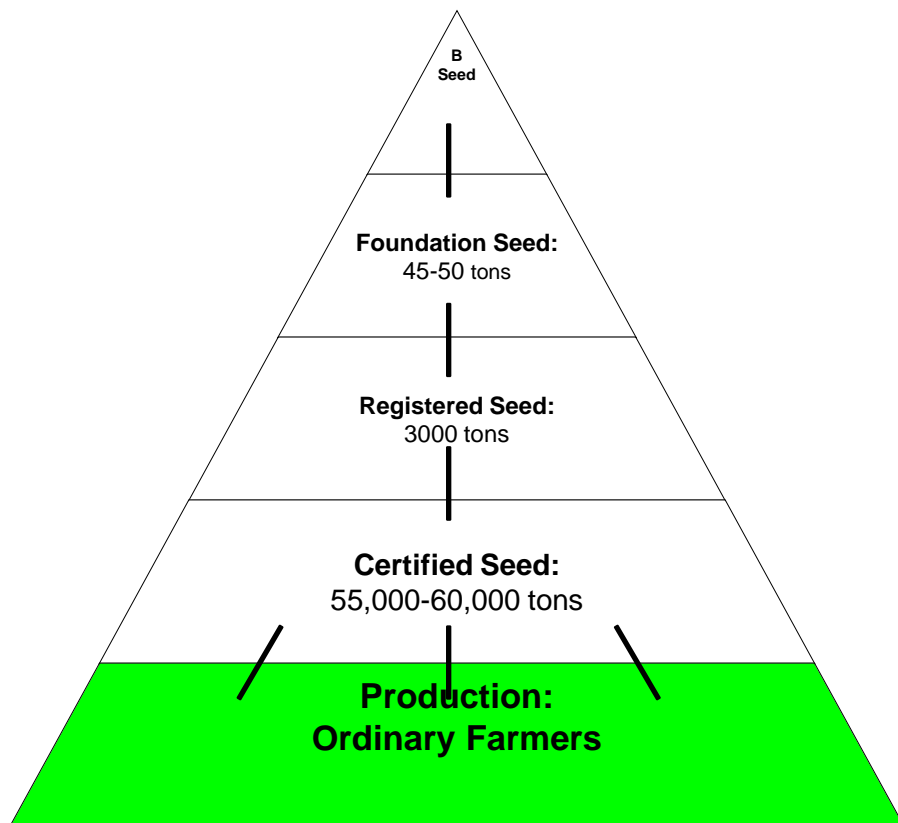 B
Seed
Foundation Seed:
45-50 tons
Registered Seed:
3000 tons
Certified Seed:
55,000-60,000 tons
Production:
Ordinary Farmers